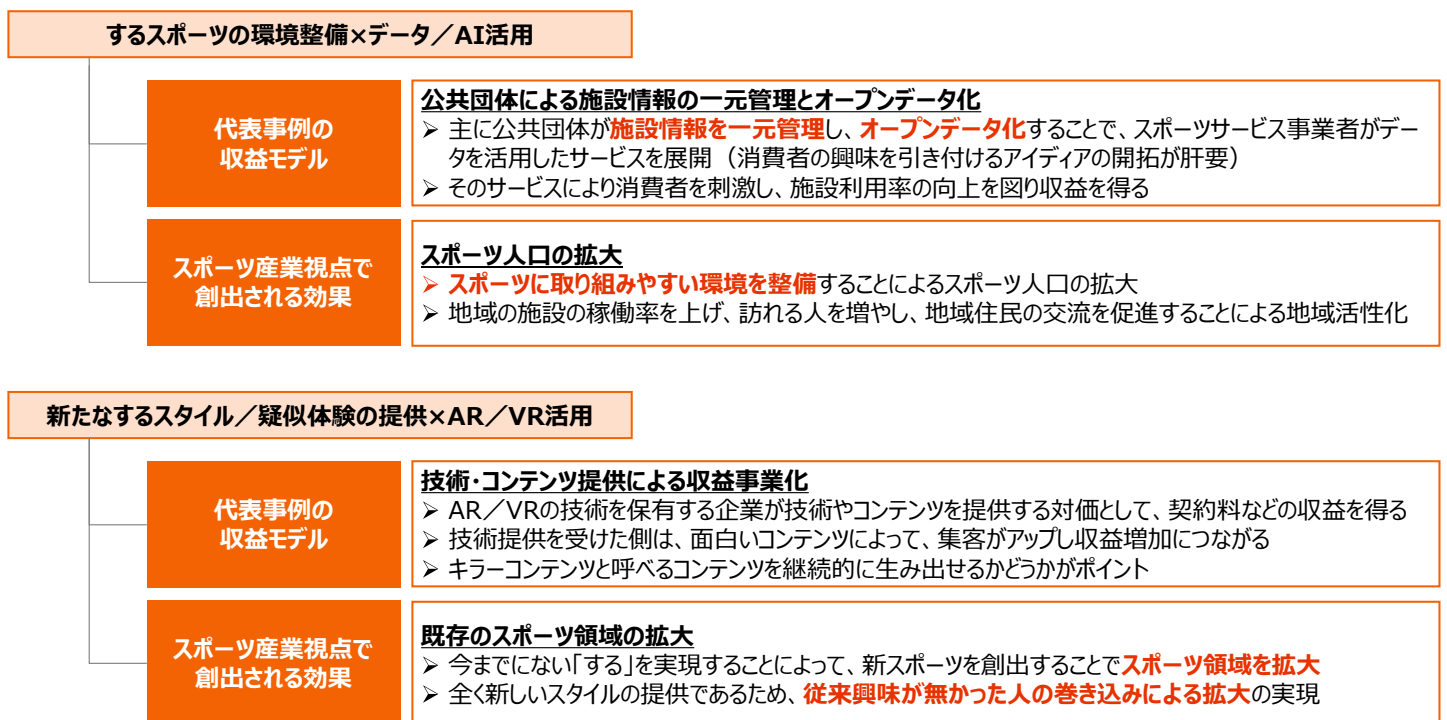 するスポーツの環境整備×データ／AI活用
代表事例の
収益モデル
公共団体による施設情報の一元管理とオープンデータ化
➢ 主に公共団体が施設情報を一元管理し、オープンデータ化することで、スポーツサービス事業者がデー
タを活用したサービスを展開（消費者の興味を引き付けるアイディアの開拓が肝要）
➢ そのサービスにより消費者を刺激し、施設利用率の向上を図り収益を得る
スポーツ産業視点で
創出される効果
スポーツ人口の拡大
➢ スポーツに取り組みやすい環境を整備することによるスポーツ人口の拡大
➢ 地域の施設の稼働率を上げ、訪れる人を増やし、地域住民の交流を促進することによる地域活性化
新たなするスタイル／疑似体験の提供×AR／VR活用
代表事例の
収益モデル
技術・コンテンツ提供による収益事業化
➢ AR／VRの技術を保有する企業が技術やコンテンツを提供する対価として、契約料などの収益を得る
➢ 技術提供を受けた側は、面白いコンテンツによって、集客がアップし収益増加につながる
➢ キラーコンテンツと呼べるコンテンツを継続的に生み出せるかどうかがポイント
スポーツ産業視点で
創出される効果
既存のスポーツ領域の拡大
➢ 今までにない「する」を実現することによって、新スポーツを創出することでスポーツ領域を拡大
➢ 全く新しいスタイルの提供であるため、従来興味が無かった人の巻き込みによる拡大の実現